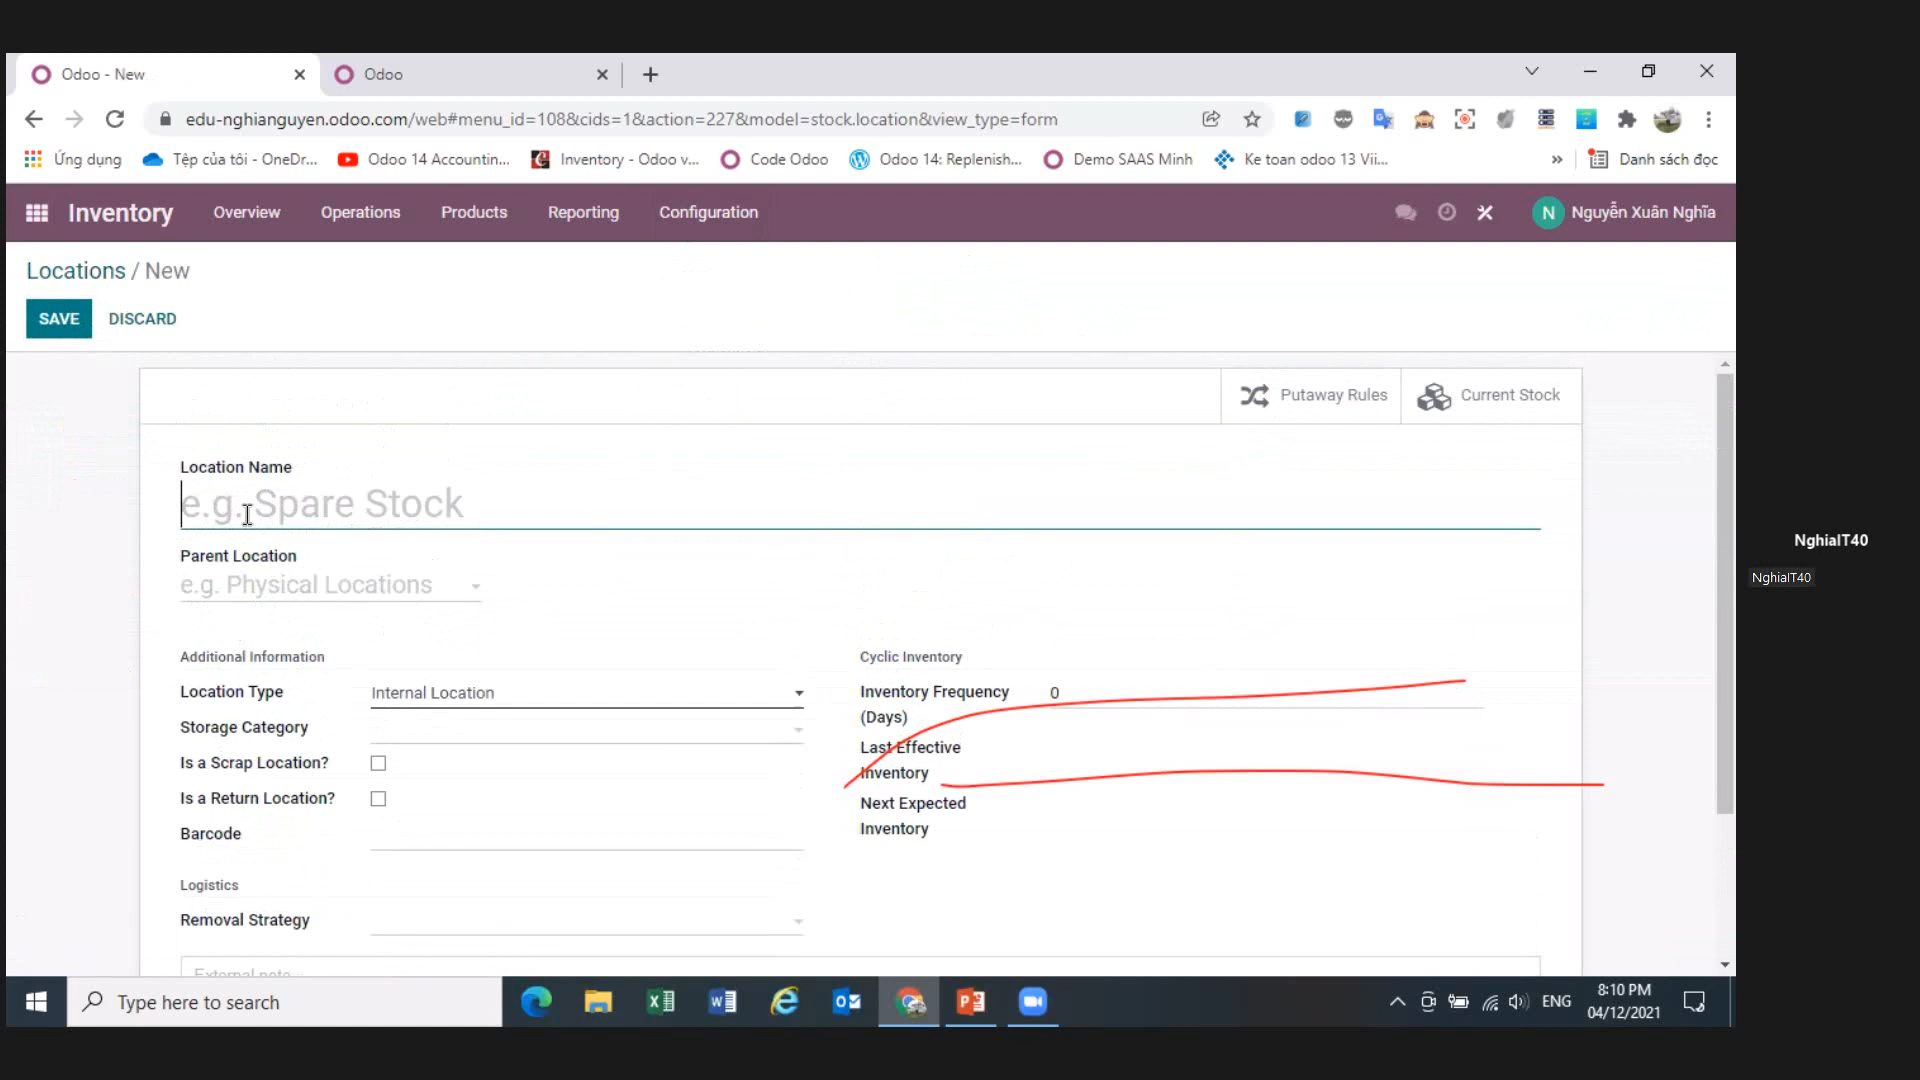 Odoo - New
Odoo
edu-nghianguyen.odoo.com/web#menu_id=108&cids=1&action=227&model=stock.location&view_type=form
Ứng dụng
Tệp của tôi - OneDr...
Odoo 14 Accountin...
Inventory - Odoo v...
Code Odoo
Odoo 14: Replenish...
Demo SAAS Minh
Ke toan odoo 13 Vii...
»
Danh sách đọc
Inventory
Overview
Operations
Products
Reporting
Configuration
N
Nguyễn Xuân Nghĩa
Locations / New
SAVE
DISCARD
Putaway Rules
Current Stock
Location Name
e.g. Spare Stock
Parent Location
e.g. Physical Locations
Additional Information
Location Type
Internal Location
Storage Category
Is a Scrap Location?
Is a Return Location?
Barcode
Logistics
Removal Strategy
External note...
Cyclic Inventory
Inventory Frequency (Days)
0
Last Effective
Inventory
Next Expected
Inventory
NghiaIT40
NghiaIT40
Type here to search
ENG
8:10 PM
04/12/2021